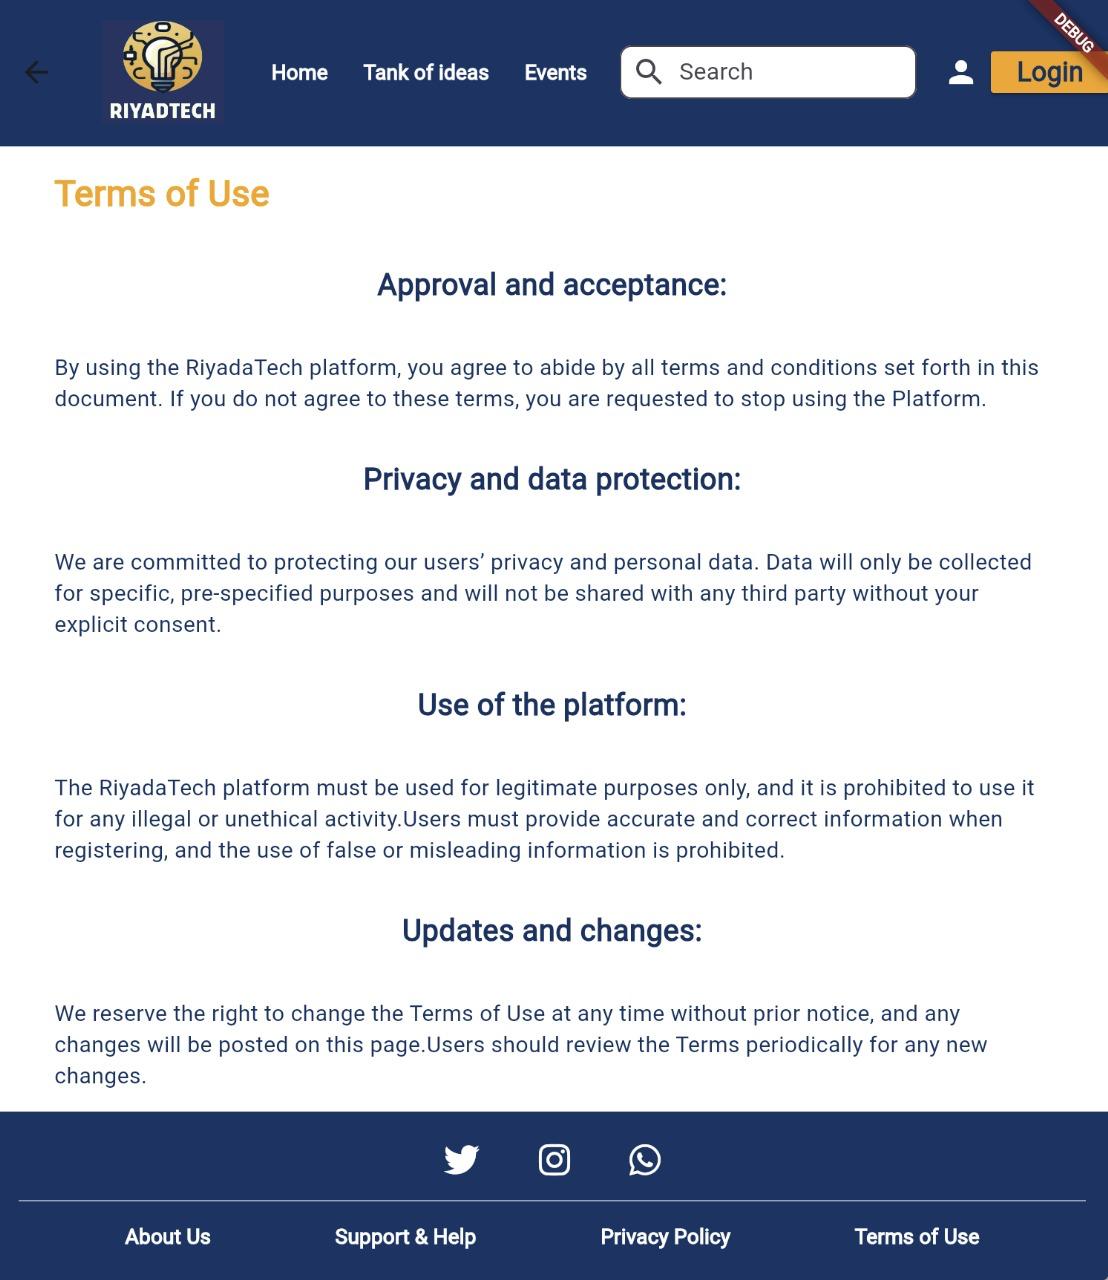 DEBUG
RIYADTECH
Home Tank of ideas Events Search Login
Terms of Use
Approval and acceptance:
By using the RiyadaTech platform, you agree to abide by all terms and conditions set forth in this
document. If you do not agree to these terms, you are requested to stop using the Platform.
Privacy and data protection:
We are committed to protecting our users’ privacy and personal data. Data will only be collected
for specific, pre-specified purposes and will not be shared with any third party without your
explicit consent.
Use of the platform:
The RiyadaTech platform must be used for legitimate purposes only, and it is prohibited to use it
for any illegal or unethical activity.Users must provide accurate and correct information when
registering, and the use of false or misleading information is prohibited.
Updates and changes:
We reserve the right to change the Terms of Use at any time without prior notice, and any
changes will be posted on this page.Users should review the Terms periodically for any new
changes.
About Us Support & Help Privacy Policy Terms of Use